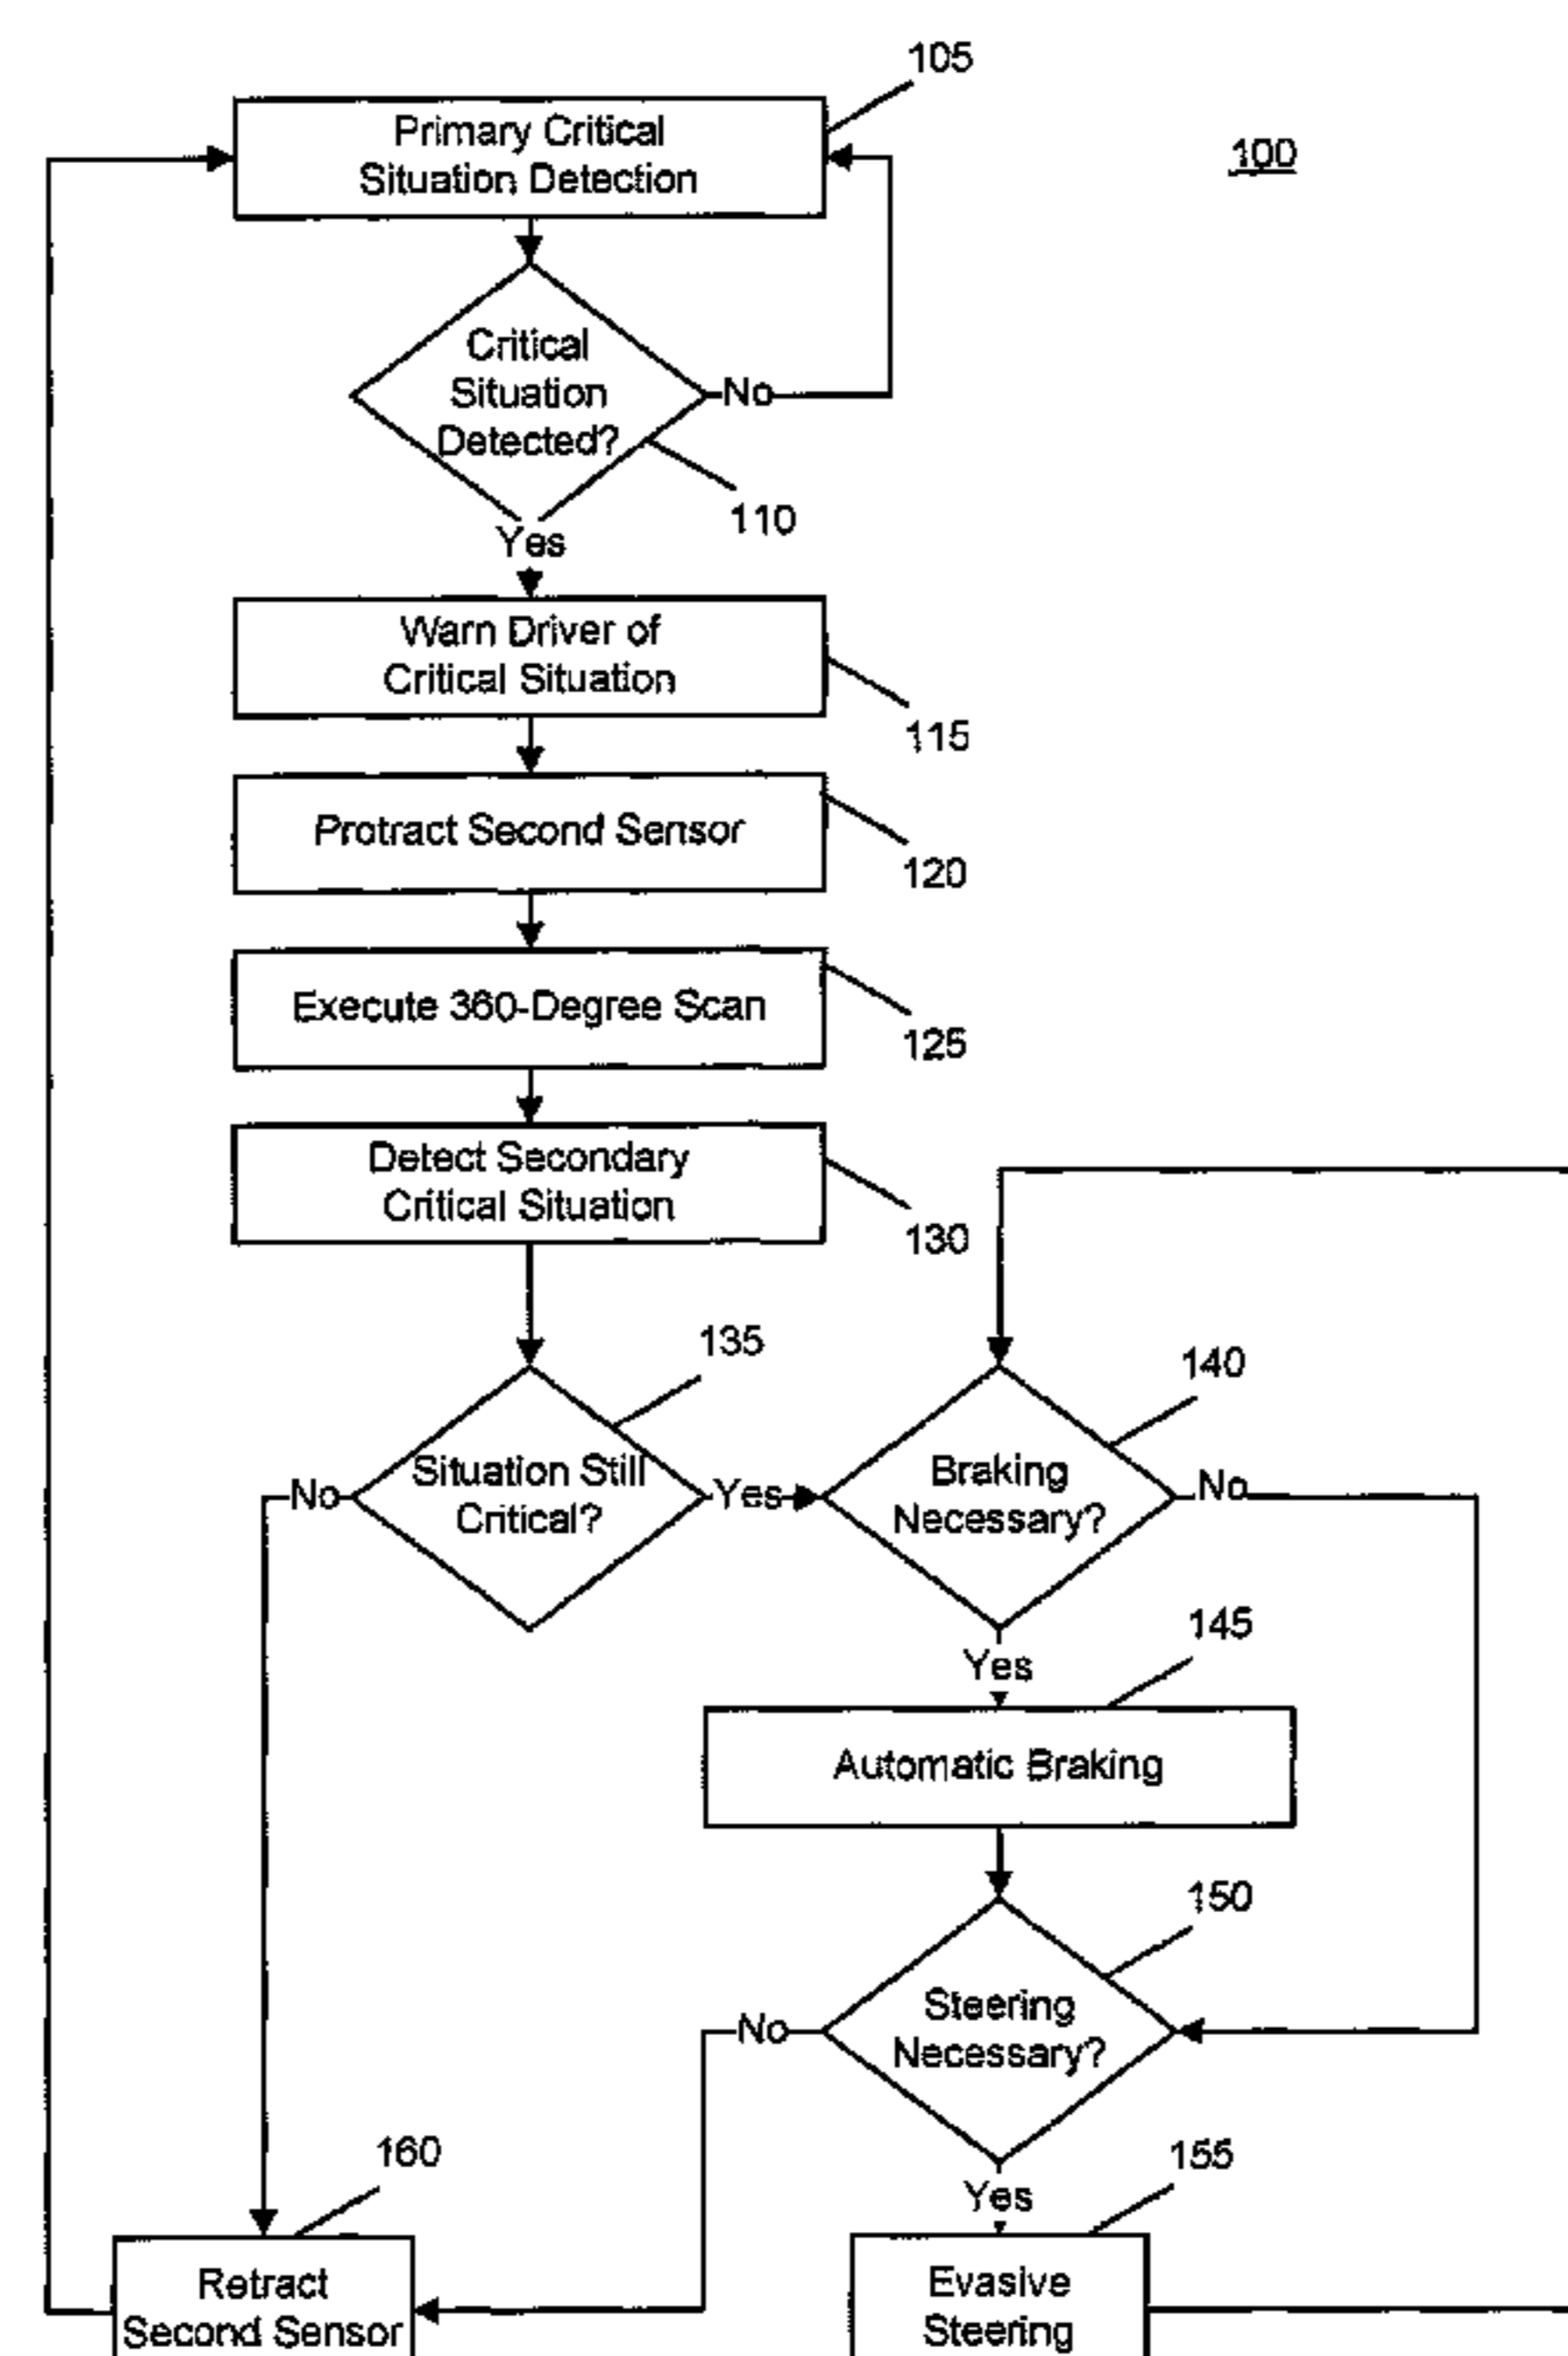 105
Primary Critical
Situation Detection
100
Critical
Situation
Detected?
No
110
Yes
Warn Driver of
Critical Situation
115
Protract Second Sensor
120
Execute 360-Degree Scan
125
Detect Secondary
Critical Situation
130
135
140
Situation Still
Critical?
No
Yes
Braking
Necessary?
No
145
Yes
Automatic Braking
150
Steering
Necessary?
No
160
155
Yes
Retract
Second Sensor
Evasive
Steering